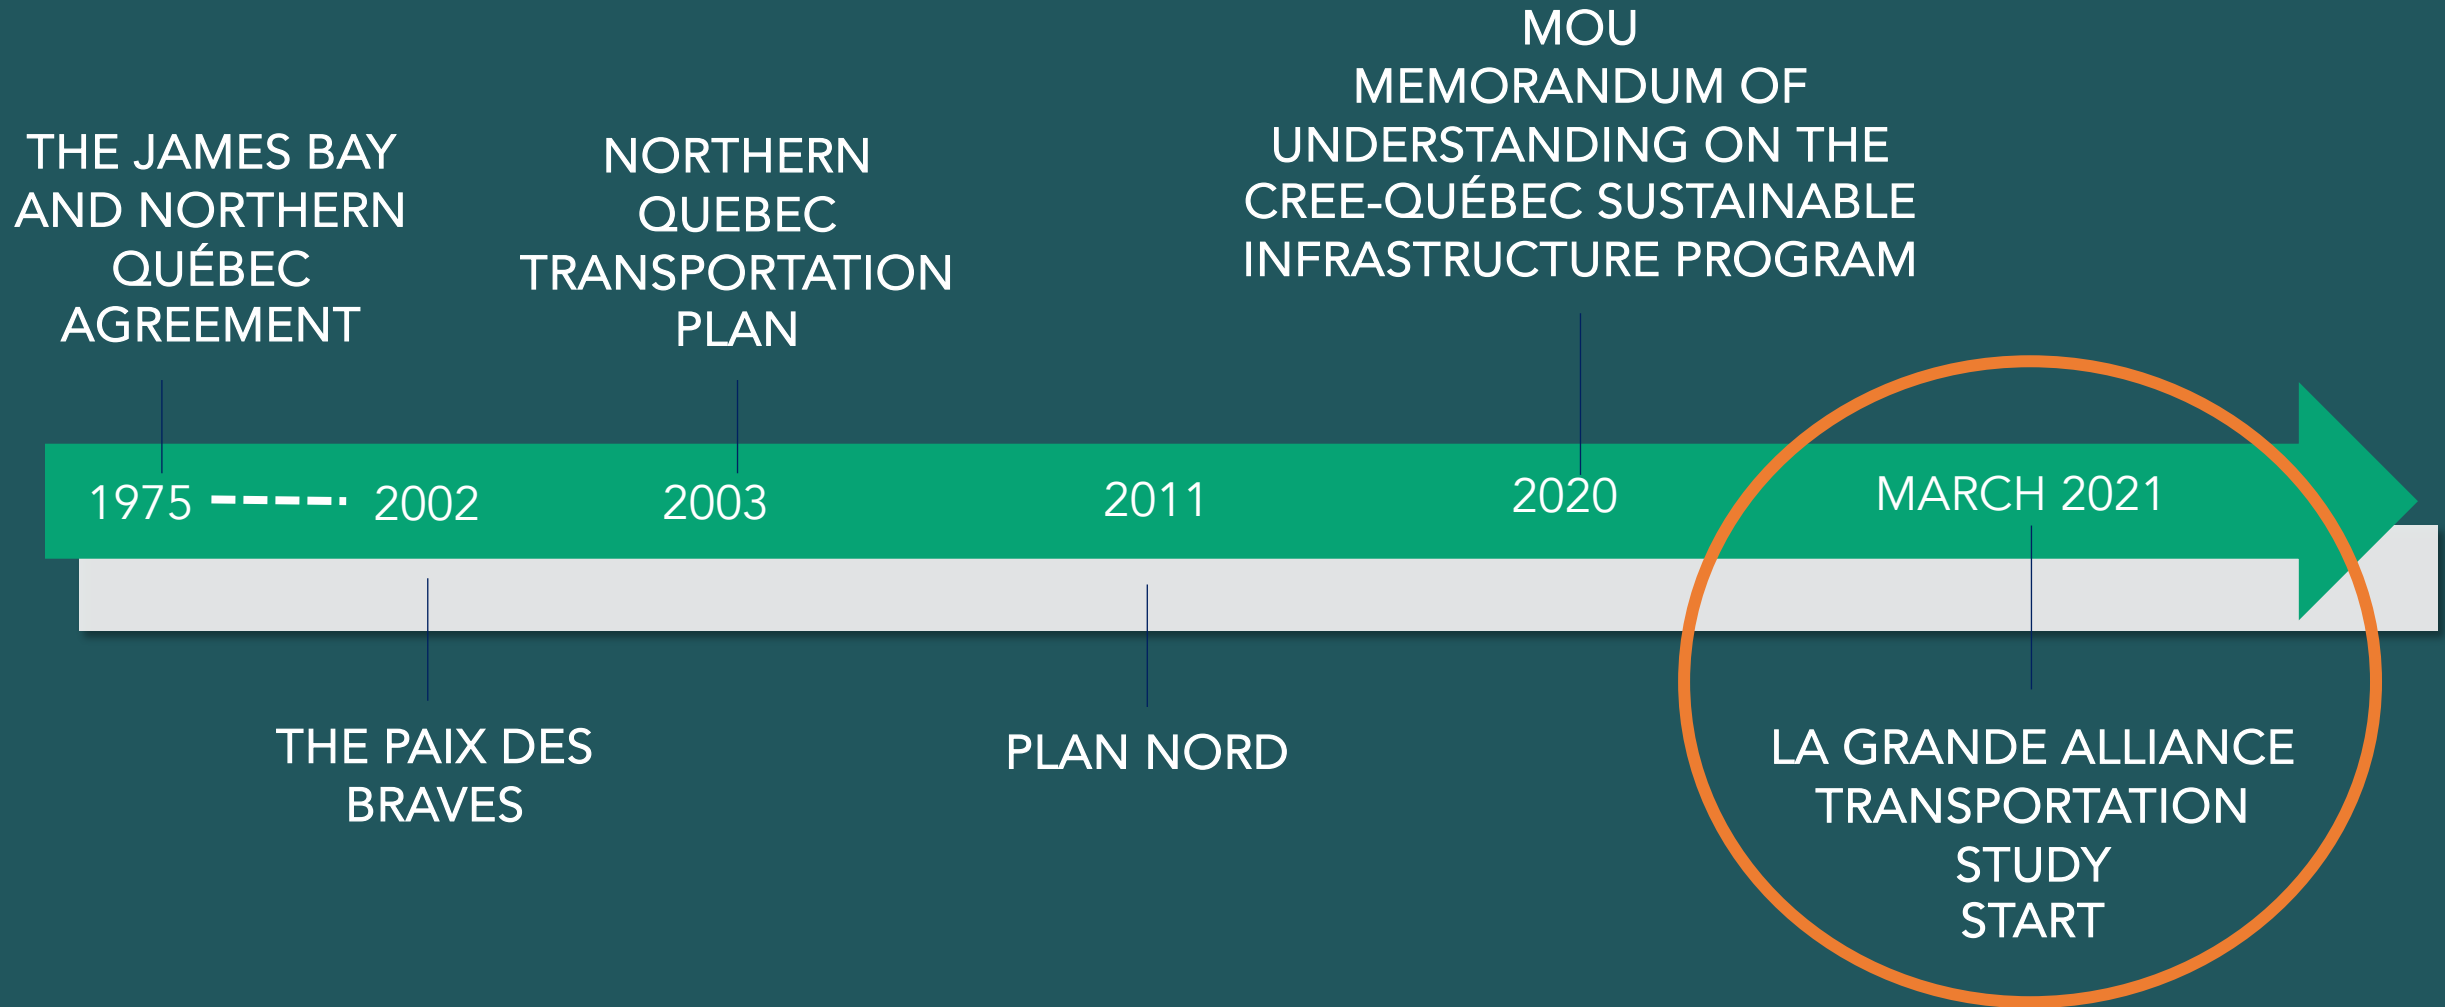 MOU
MEMORANDUM OF
UNDERSTANDING ON THE
CREE-QUÉBEC SUSTAINABLE
INFRASTRUCTURE PROGRAM
THE JAMES BAY
AND NORTHERN
QUÉBEC
AGREEMENT
NORTHERN
QUEBEC
TRANSPORTATION
PLAN
1975
2002
2003
2011
2020
MARCH 2021
THE PAIX DES
BRAVES
PLAN NORD
LA GRANDE ALLIANCE
TRANSPORTATION
STUDY
START